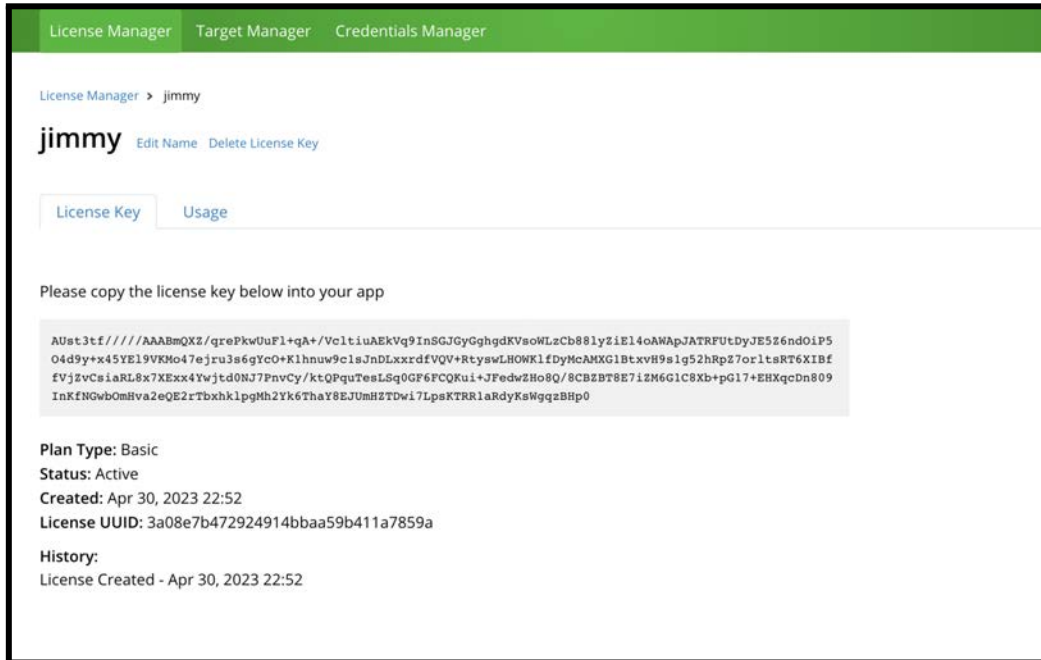 License Manager Target Manager Credentials Manager
License Manager > jimmy
jimmy Edit Name Delete License Key
License Key Usage
Please copy the license key below into your app
AUst3tf/////AAABmQXZ/qrePkwUuFl+qA+/VcltiuAEkVq9InSGJGyGghgdKVsoWLzCb88lyZiEl4oAWApJATRFUtDyJE5Z6ndOiP5
O4d9y+x45YEl9VKMo47ejru3s6gYcO+Klhnuw9clsJnDLxxrdfVQV+RtyswLHOWKlfDyMcAMXGlBtxvH9slg52hRpZ7orltsRT6XIBf
fVjZvCsiaRL8x7XExx4Ywjtd0NJ7PnvCy/ktQPquTesLSq0GF6FCQKui+JFedwZHo8Q/8CBZBT8E7iZM6GlC8Xb+pG17+EHXqcDn809
InKfNGwbOmHva2eQE2rTbxhklpgMh2Yk6ThaY8EJUmHZTDwi7LpsKTRRlaRdyKsWgqzBHp0
Plan Type: Basic
Status: Active
Created: Apr 30, 2023 22:52
License UUID: 3a08e7b472924914bbaa59b411a7859a
History:
License Created - Apr 30, 2023 22:52